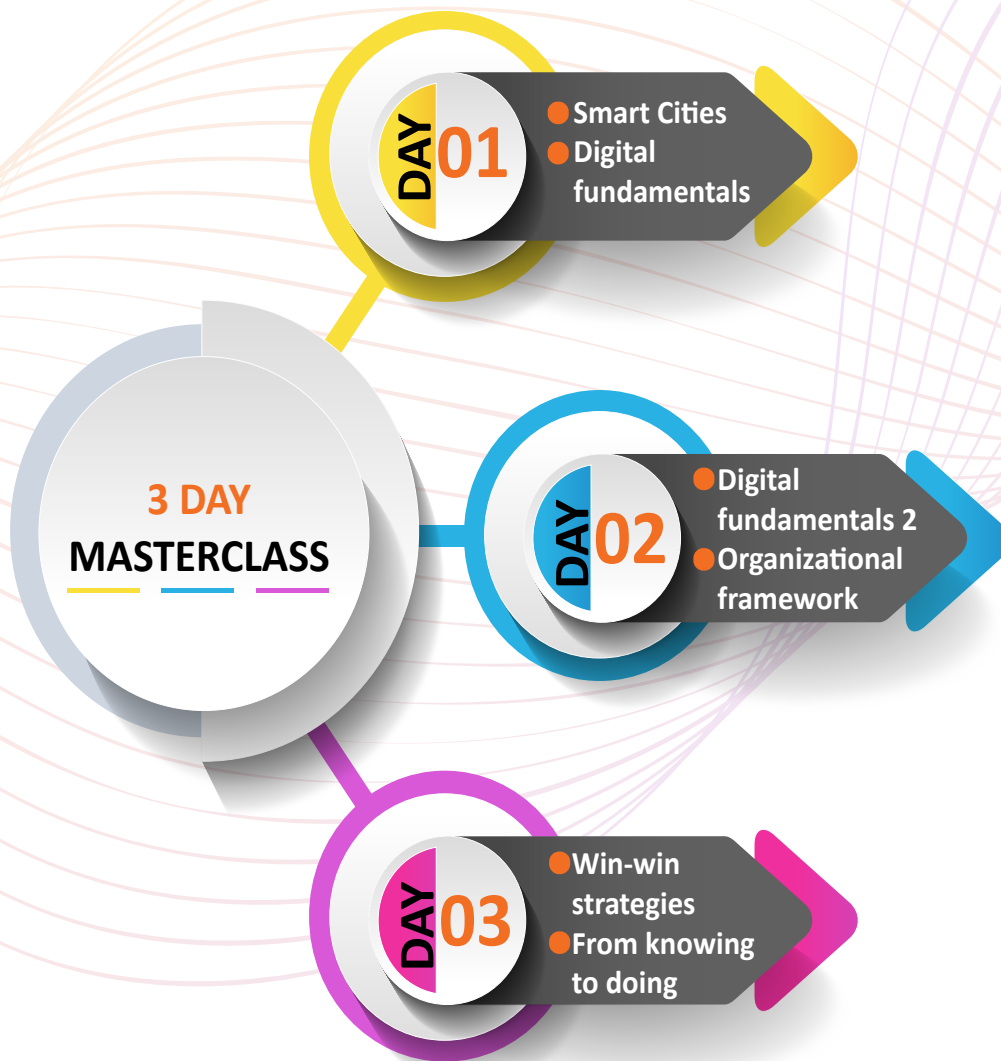 DAY 01
Smart Cities
Digital
fundamentals
3 DAY
MASTERCLASS
DAY 02
Digital
fundamentals 2
Organizational
framework
DAY 03
Win-win
strategies
From knowing
to doing